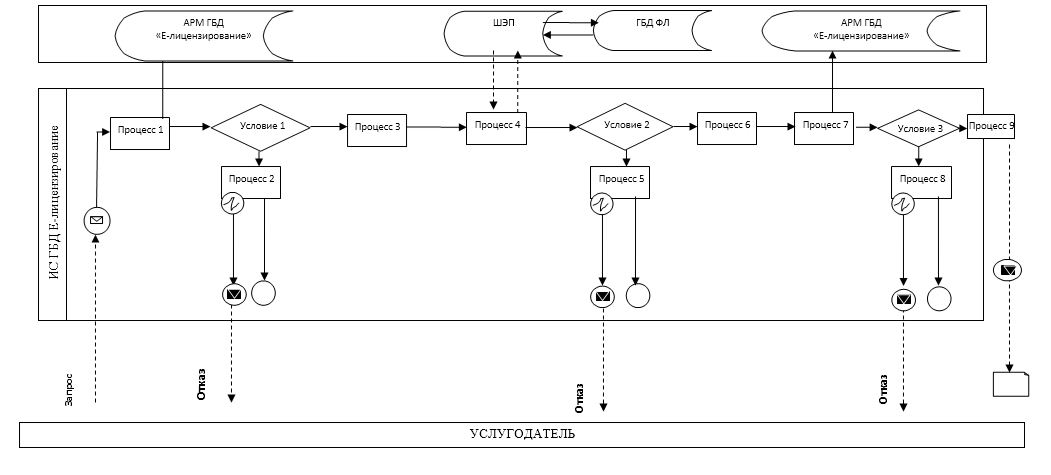 АРМ ГБД
«Е-лицензирование»
ШЭП
ГБД ФЛ
АРМ ГБД
«Е-лицензирование»
ИС ГБД Е-лицензирование
Процесс 1
Условие 1
Процесс 3
Процесс 4
Условие 2
Процесс 6
Процесс 7
Условие 3
Процесс 9
Процесс 2
Процесс 5
Процесс 8
Запрос
Отказ
Отказ
Отказ
УСЛУГОДАТЕЛЬ